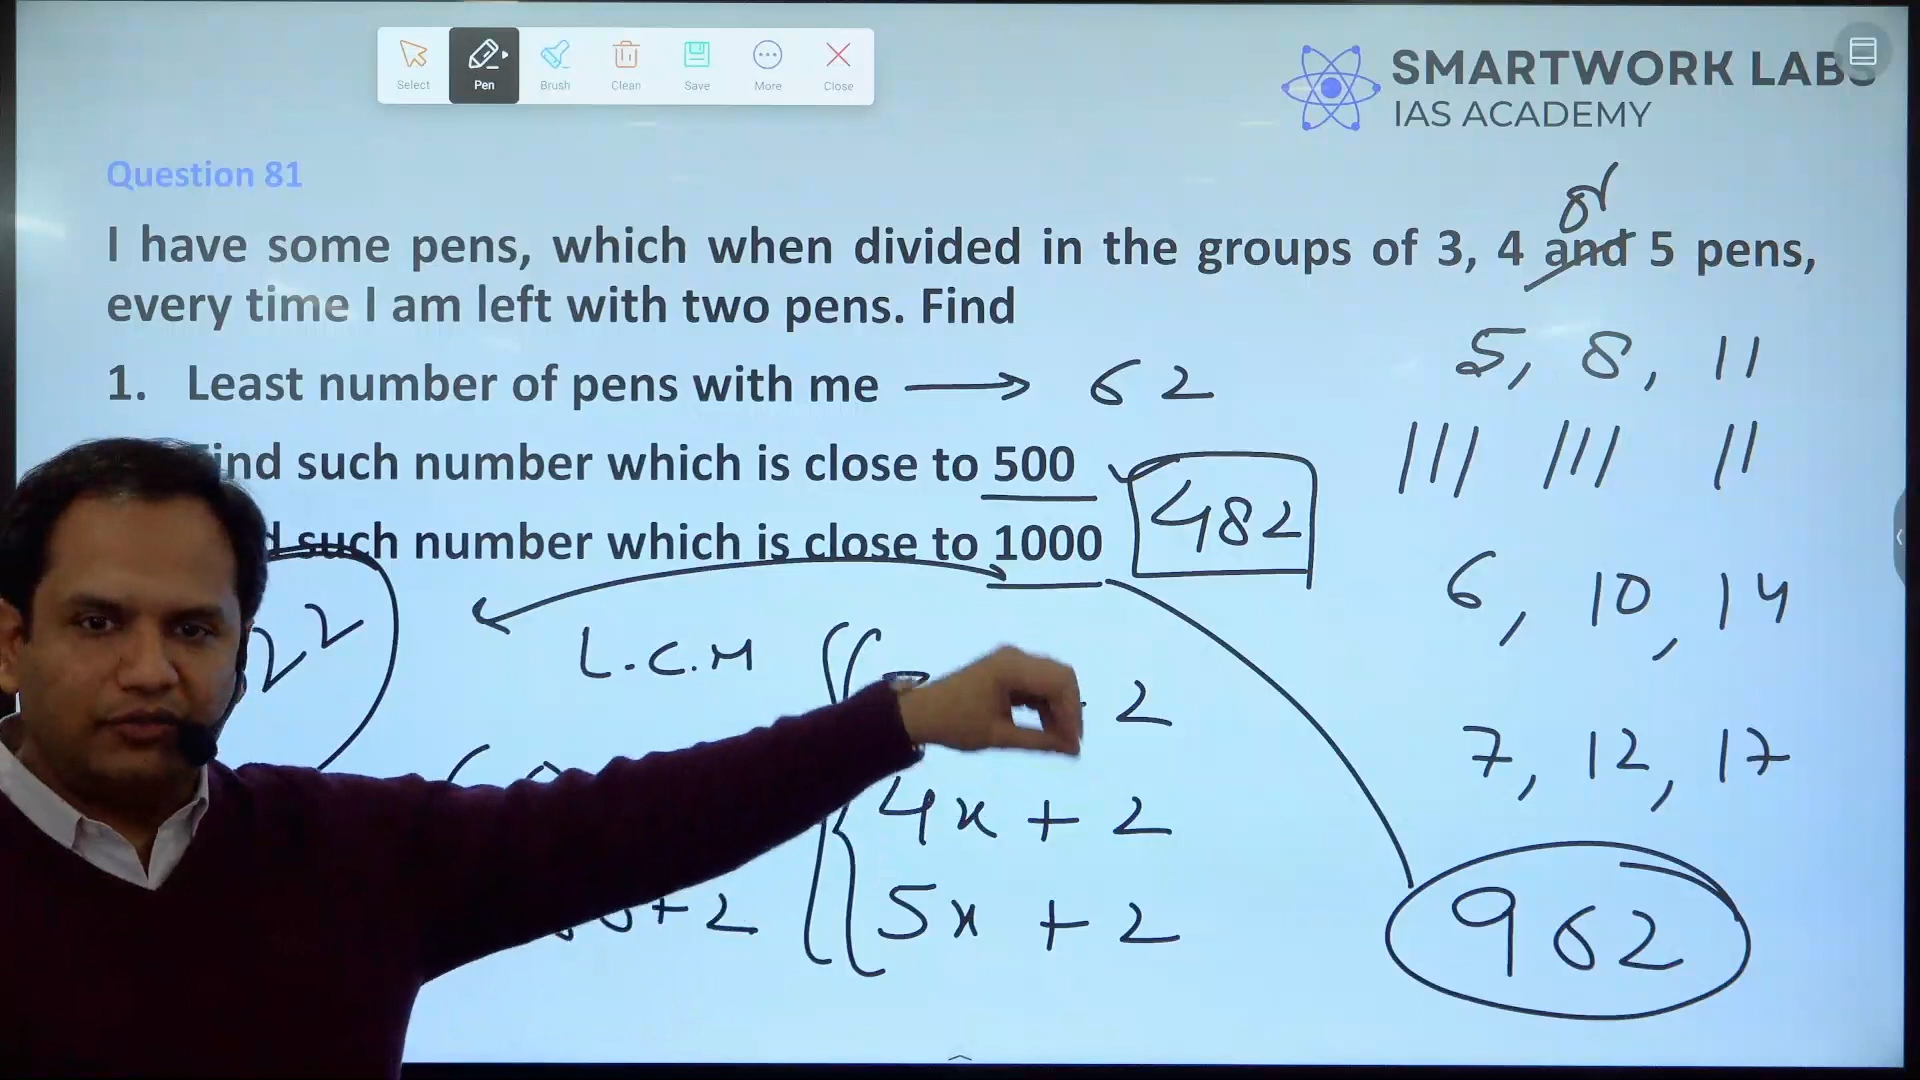 Select Pen Brush Clean Save More Close
SMARTWORK LABS
IAS ACADEMY
Question 81
or
I have some pens, which when divided in the groups of 3, 4 and 5 pens,
every time I am left with two pens. Find
5, 8, 11
1. Least number of pens with me → 62
find such number which is close to 500
482
such number which is close to 1000
6, 10, 14
22
L.C.M
2
7, 12, 17
4x + 2
+2
5x + 2
962